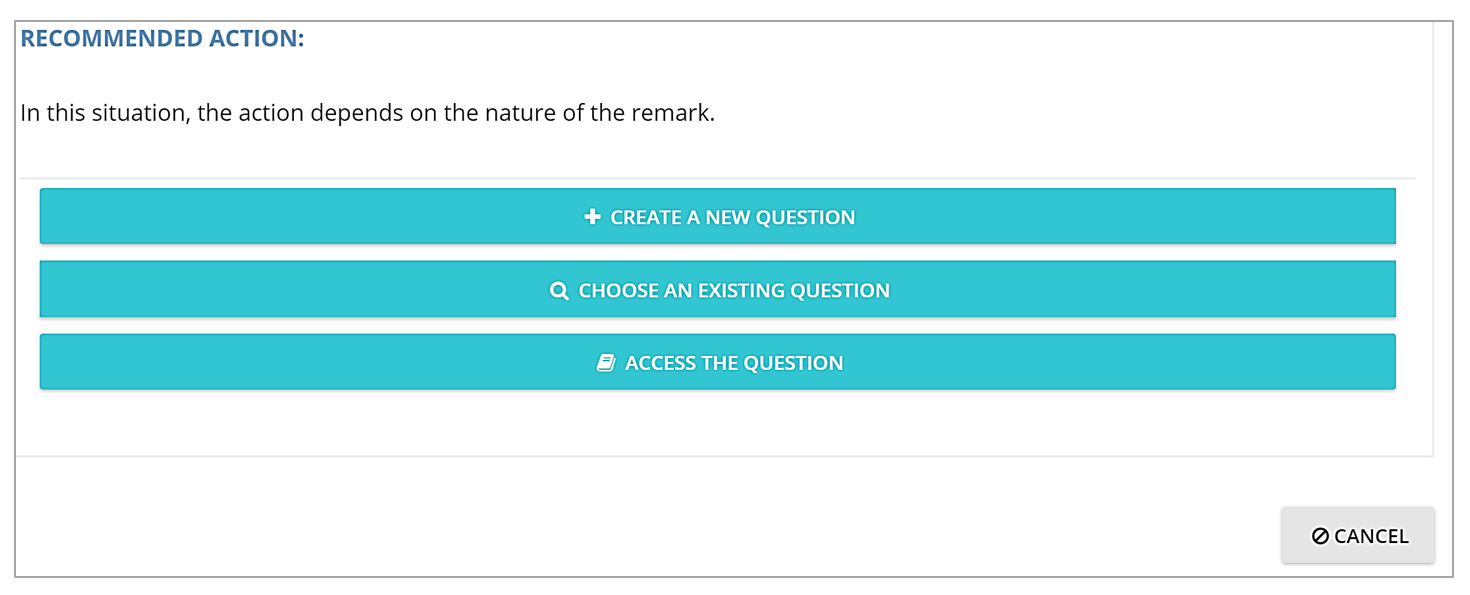 RECOMMENDED ACTION:
In this situation, the action depends on the nature of the remark.
CREATE A NEW QUESTION
CHOOSE AN EXISTING QUESTION
ACCESS THE QUESTION
CANCEL